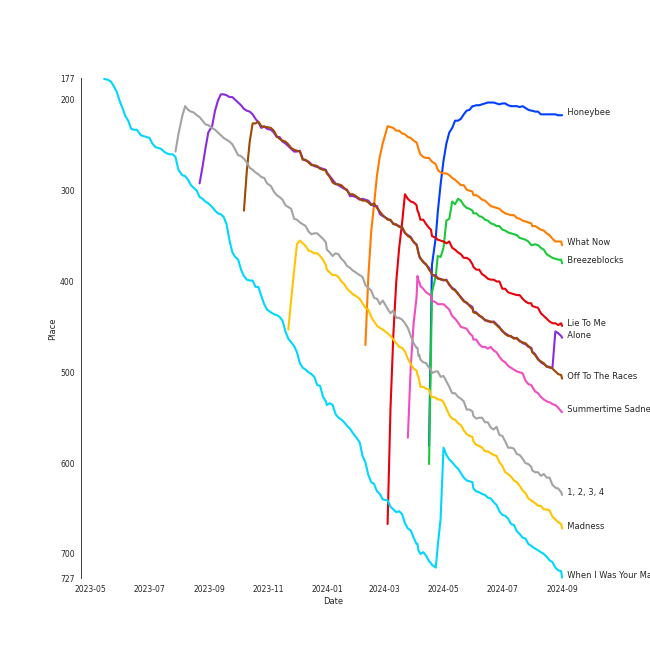 177
200
300
400
500
600
700
727
Place
2023-05
2023-07
2023-09
2023-11
2024-01
2024-03
2024-05
2024-07
2024-09
Date
Honeybee
What Now
Breezeblocks
Lie To Me
Alone
Off To The Races
Summertime Sadne
1, 2, 3, 4
Madness
When I Was Your Ma